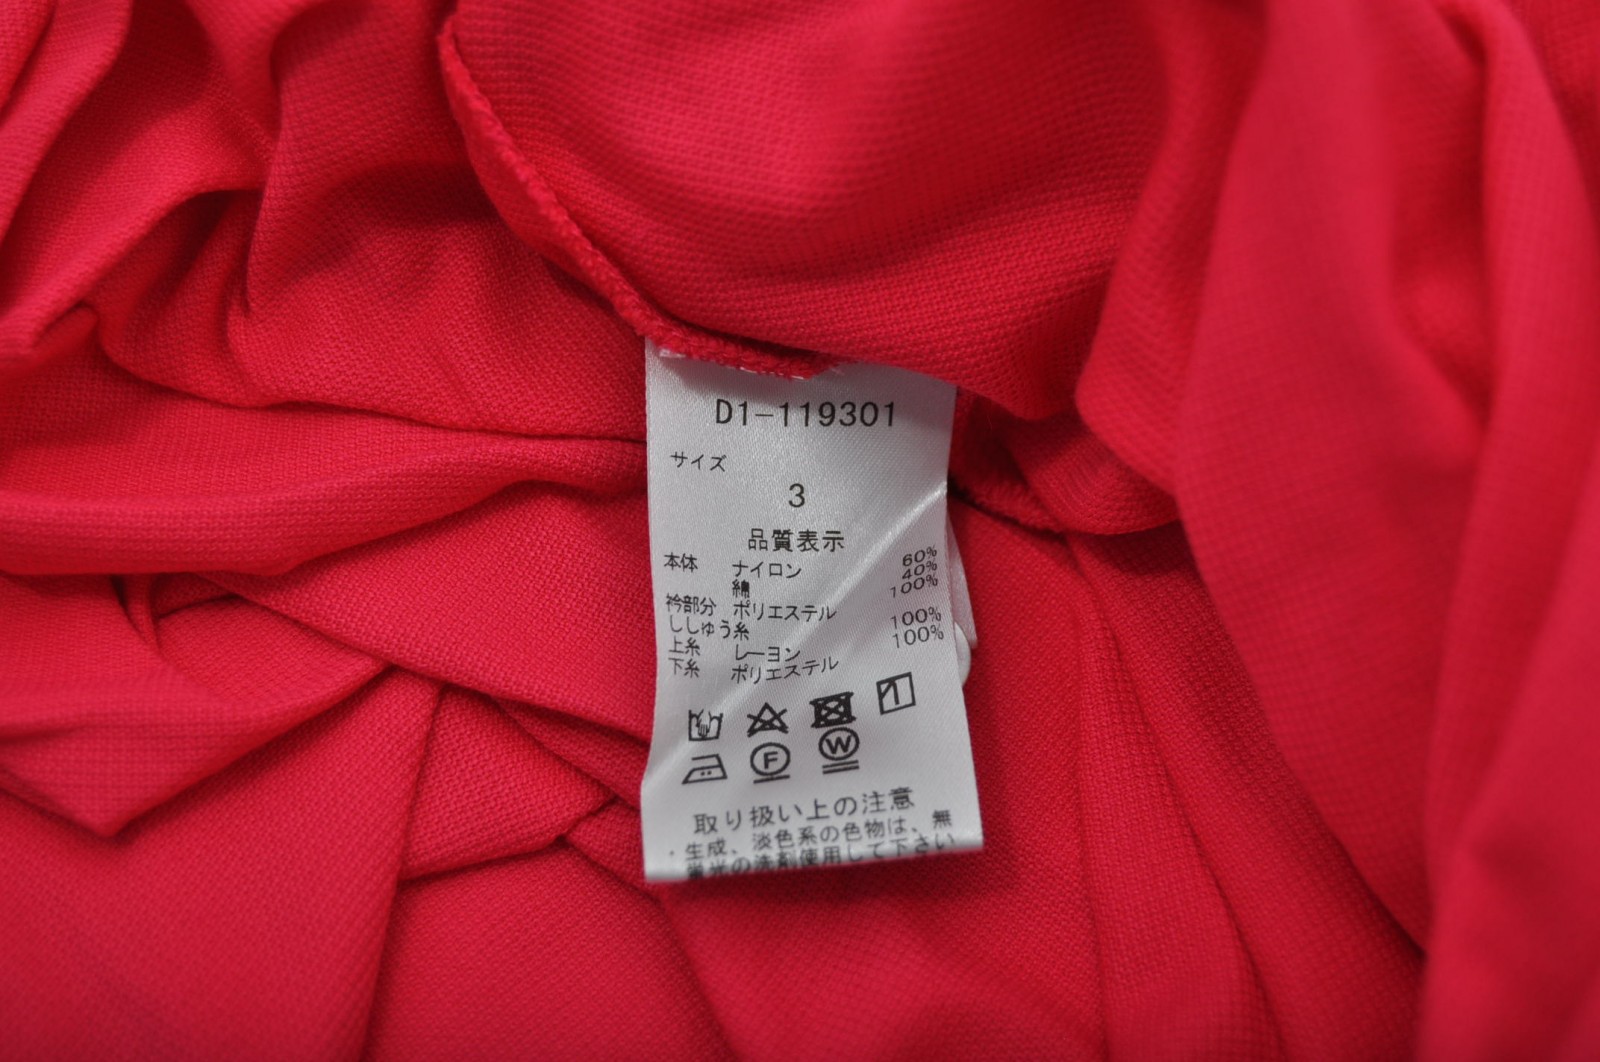 D1-119301
サイズ
3
品質表示
本体 ナイロン 60%
綿 40%
衿部分 ポリエステル 100%
ししゅう糸
上糸 レーヨン 100%
下糸 ポリエステル 100%
F W
取り扱い上の注意
・生成、淡色系の色物は、無
蛍光の洗剤使用して下さい